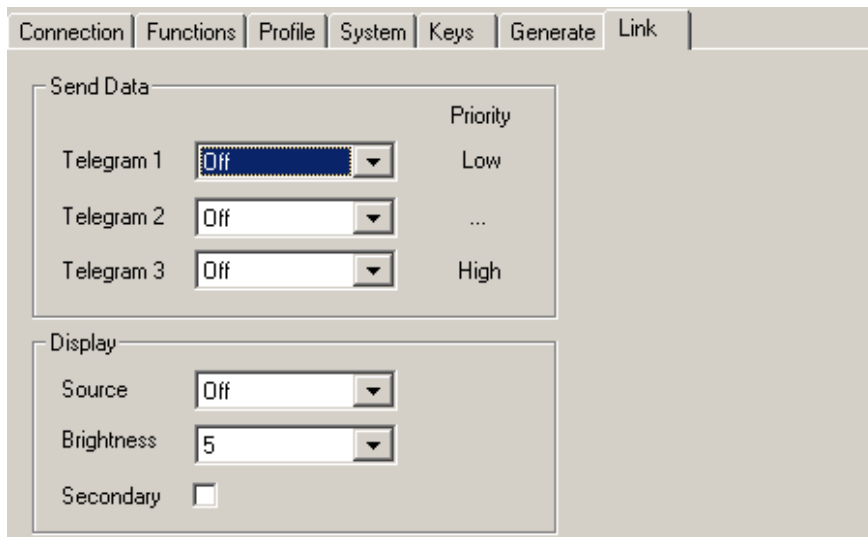 Connection Functions Profile System Keys Generate Link
Send Data
Priority
Telegram 1 Off Low
Telegram 2 Off ...
Telegram 3 Off High
Display
Source Off
Brightness 5
Secondary